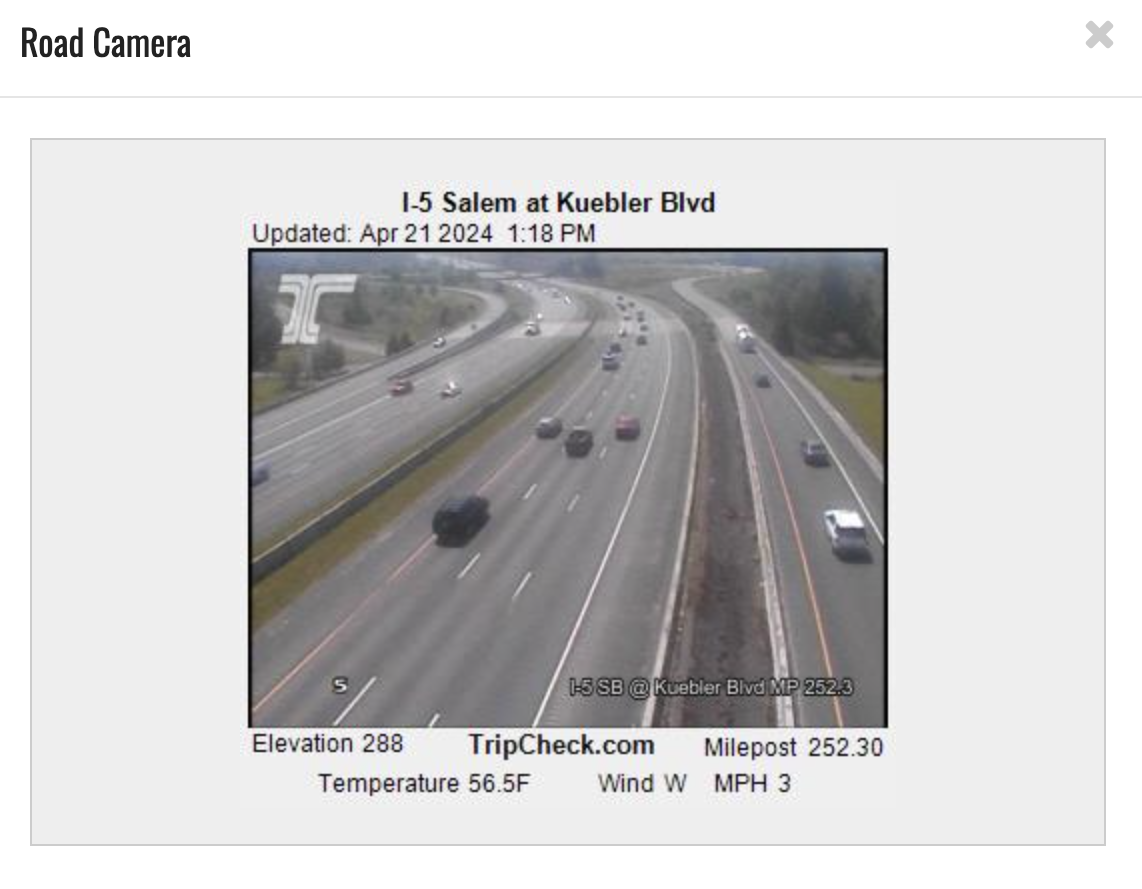 Road Camera
I-5 Salem at Kuebler Blvd
Updated: Apr 21 2024 1:18 PM
S
I-5 SB @ Kuebler Blvd MP 252.3
Elevation 288 TripCheck.com Milepost 252.30
Temperature 56.5F Wind W MPH 3